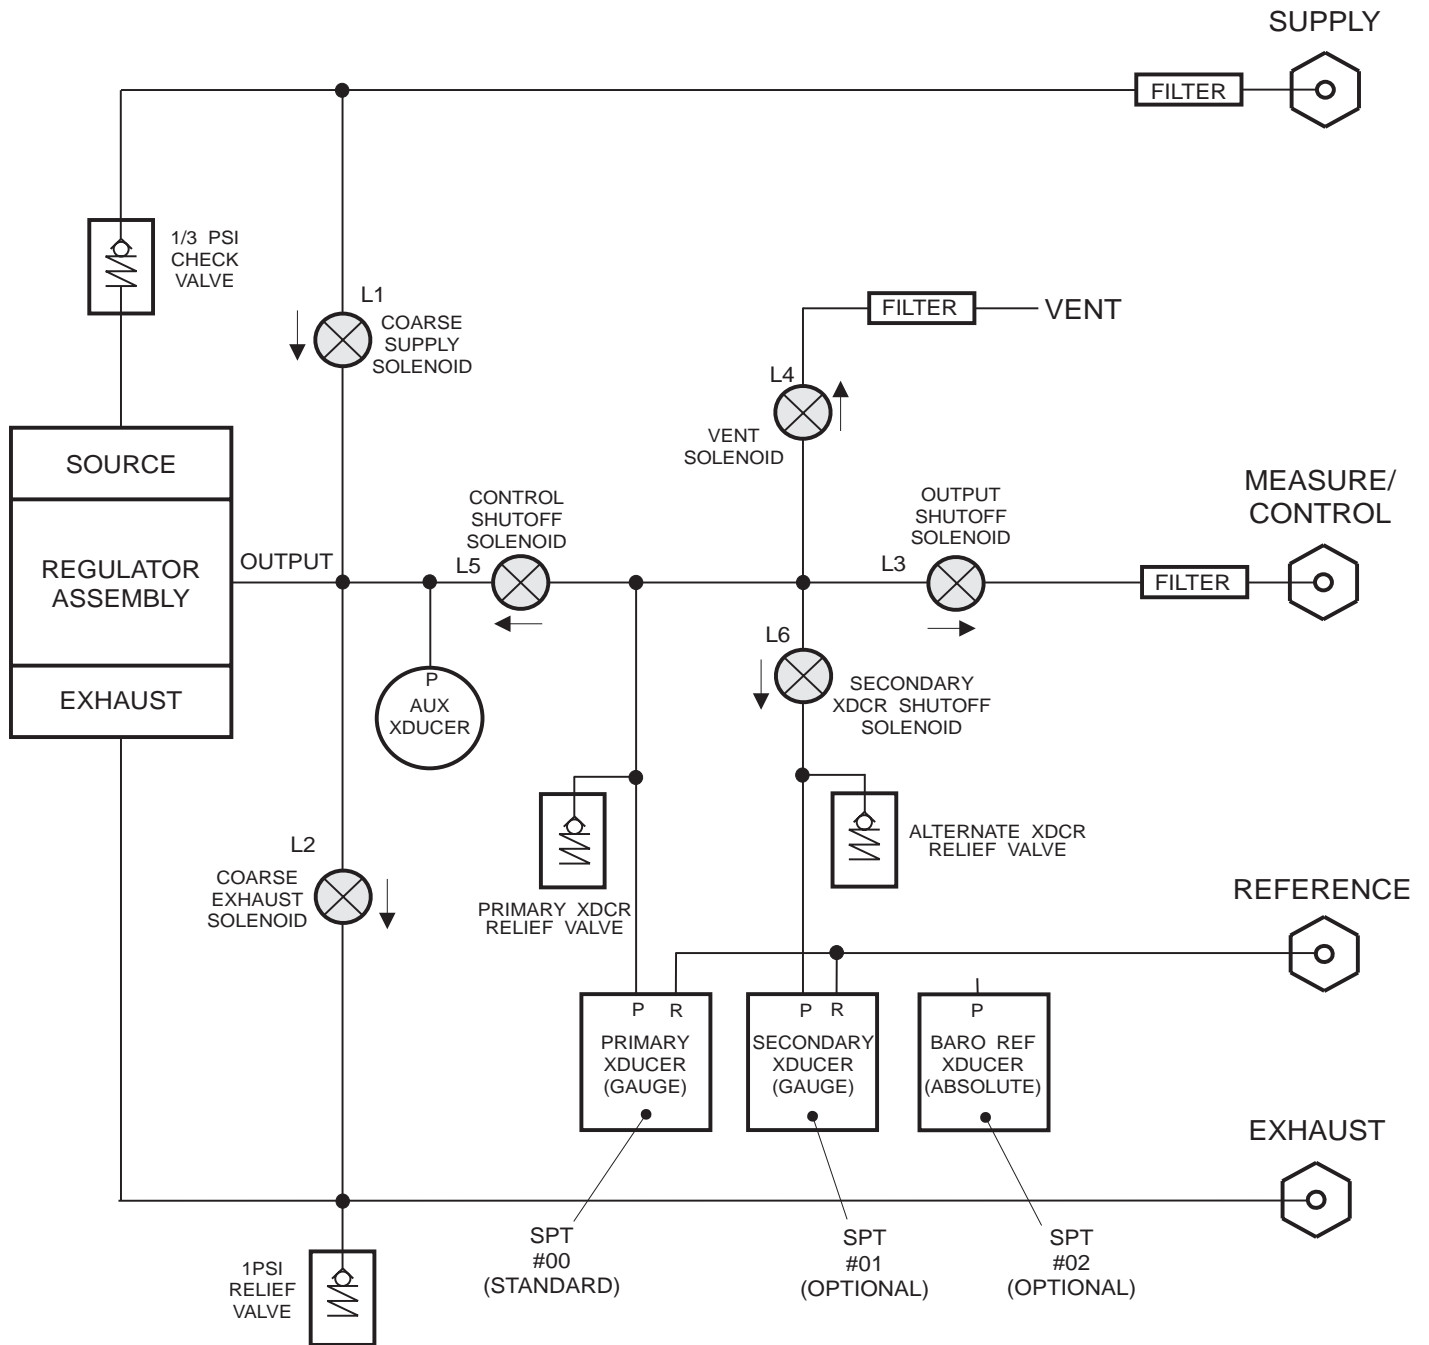 SUPPLY
FILTER
1/3 PSI
CHECK
VALVE
L1
COARSE
SUPPLY
SOLENOID
FILTER
VENT
L4
VENT
SOLENOID
SOURCE
REGULATOR
ASSEMBLY
EXHAUST
OUTPUT
CONTROL
SHUTOFF
SOLENOID
L5
OUTPUT
SHUTOFF
SOLENOID
L3
MEASURE/
CONTROL
FILTER
L6
SECONDARY
XDCR SHUTOFF
SOLENOID
P
AUX
XDUCER
L2
COARSE
EXHAUST
SOLENOID
PRIMARY XDCR
RELIEF VALVE
ALTERNATE XDCR
RELIEF VALVE
REFERENCE
P R
PRIMARY
XDUCER
(GAUGE)
P R
SECONDARY
XDUCER
(GAUGE)
P
BARO REF
XDUCER
(ABSOLUTE)
EXHAUST
1PSI
RELIEF
VALVE
SPT
#00
(STANDARD)
SPT
#01
(OPTIONAL)
SPT
#02
(OPTIONAL)